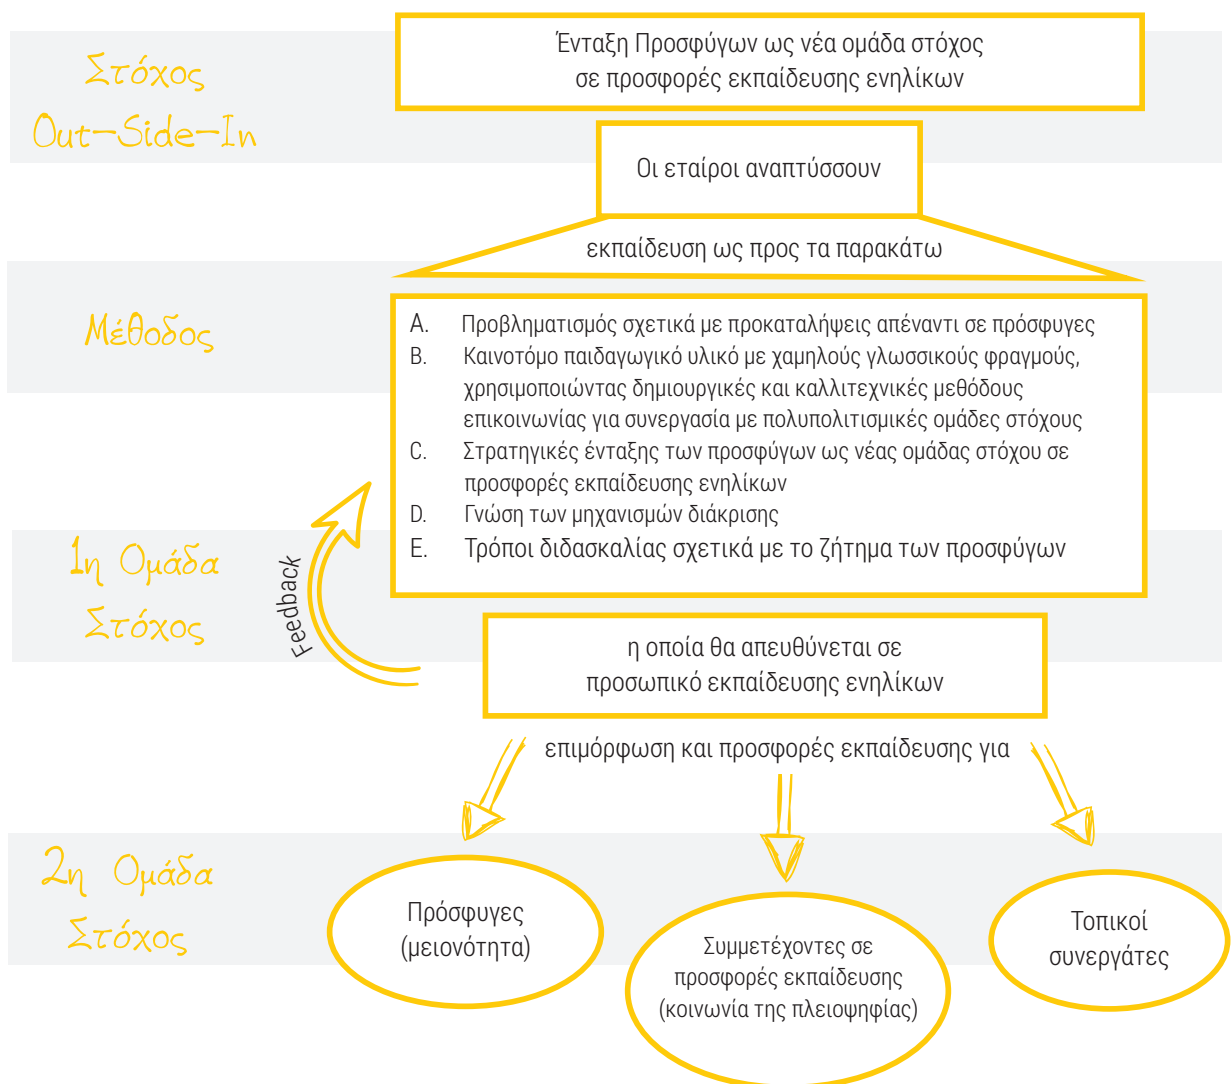 Στόχος
Out-Side-In
Ένταξη Προσφύγων ως νέα ομάδα στόχος
σε προσφορές εκπαίδευσης ενηλίκων
Οι εταίροι αναπτύσσουν
εκπαίδευση ως προς τα παρακάτω
Μέθοδος
A. Προβληματισμός σχετικά με προκαταλήψεις απέναντι σε πρόσφυγες
B. Καινοτόμο παιδαγωγικό υλικό με χαμηλούς γλωσσικούς φραγμούς,
χρησιμοποιώντας δημιουργικές και καλλιτεχνικές μεθόδους
επικοινωνίας για συνεργασία με πολυπολιτισμικές ομάδες στόχους
C. Στρατηγικές ένταξης των προσφύγων ως νέας ομάδας στόχου σε
προσφορές εκπαίδευσης ενηλίκων
D. Γνώση των μηχανισμών διάκρισης
E. Τρόποι διδασκαλίας σχετικά με το ζήτημα των προσφύγων
1η Ομάδα
Στόχος
Feedback
η οποία θα απευθύνεται σε
προσωπικό εκπαίδευσης ενηλίκων
επιμόρφωση και προσφορές εκπαίδευσης για
2η Ομάδα
Στόχος
Πρόσφυγες
(μειονότητα)
Συμμετέχοντες σε
προσφορές εκπαίδευσης
(κοινωνία της πλειοψηφίας)
Τοπικοί
συνεργάτες